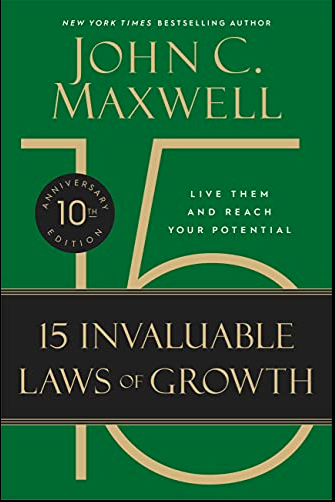 NEW YORK TIMES BESTSELLING AUTHOR
JOHN C.
MAXWELL
15
ANNIVERSARY
10TH
EDITION
LIVE THEM
AND REACH
YOUR POTENTIAL
15 INVALUABLE
LAWS OF GROWTH